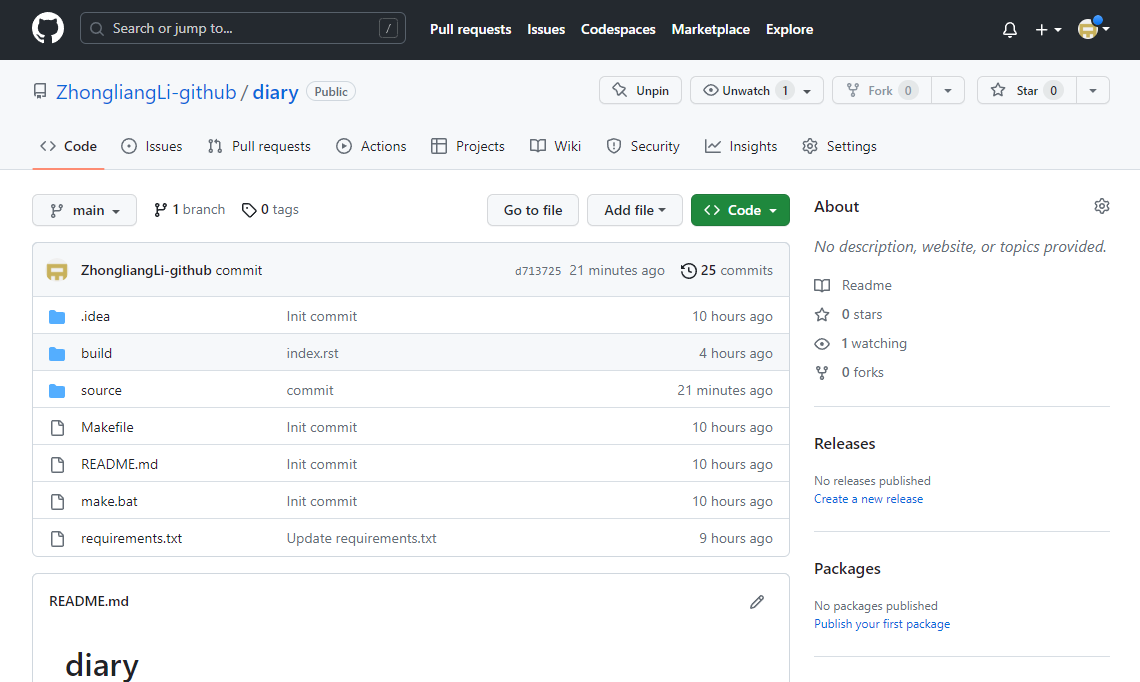 Search or jump to... / Pull requests Issues Codespaces Marketplace Explore
ZhongliangLi-github / diary Public Unpin Unwatch 1 Fork 0 Star 0
Code Issues Pull requests Actions Projects Wiki Security Insights Settings
main 1 branch 0 tags Go to file Add file Code
ZhongliangLi-github commit d713725 21 minutes ago 25 commits
.idea Init commit 10 hours ago
build index.rst 4 hours ago
source commit 21 minutes ago
Makefile Init commit 10 hours ago
README.md Init commit 10 hours ago
make.bat Init commit 10 hours ago
requirements.txt Update requirements.txt 9 hours ago
README.md
diary
About
No description, website, or topics provided.
Readme
0 stars
1 watching
0 forks
Releases
No releases published
Create a new release
Packages
No packages published
Publish your first package